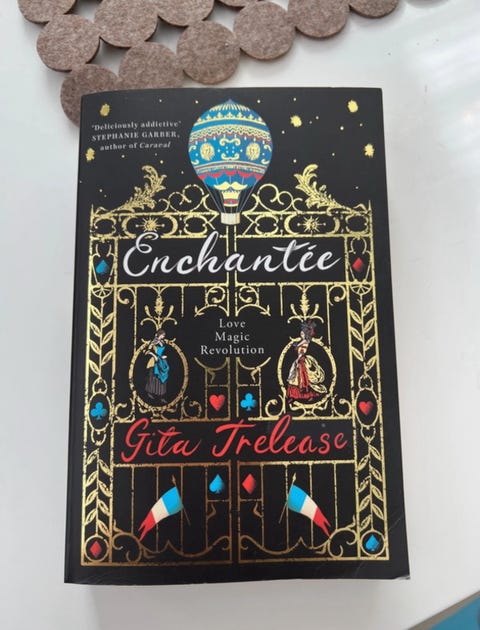 'Deliciously addictive'
STEPHANIE GARBER,
author of Caraval
Enchantée
Love
Magic
Revolution
Gita Trelease